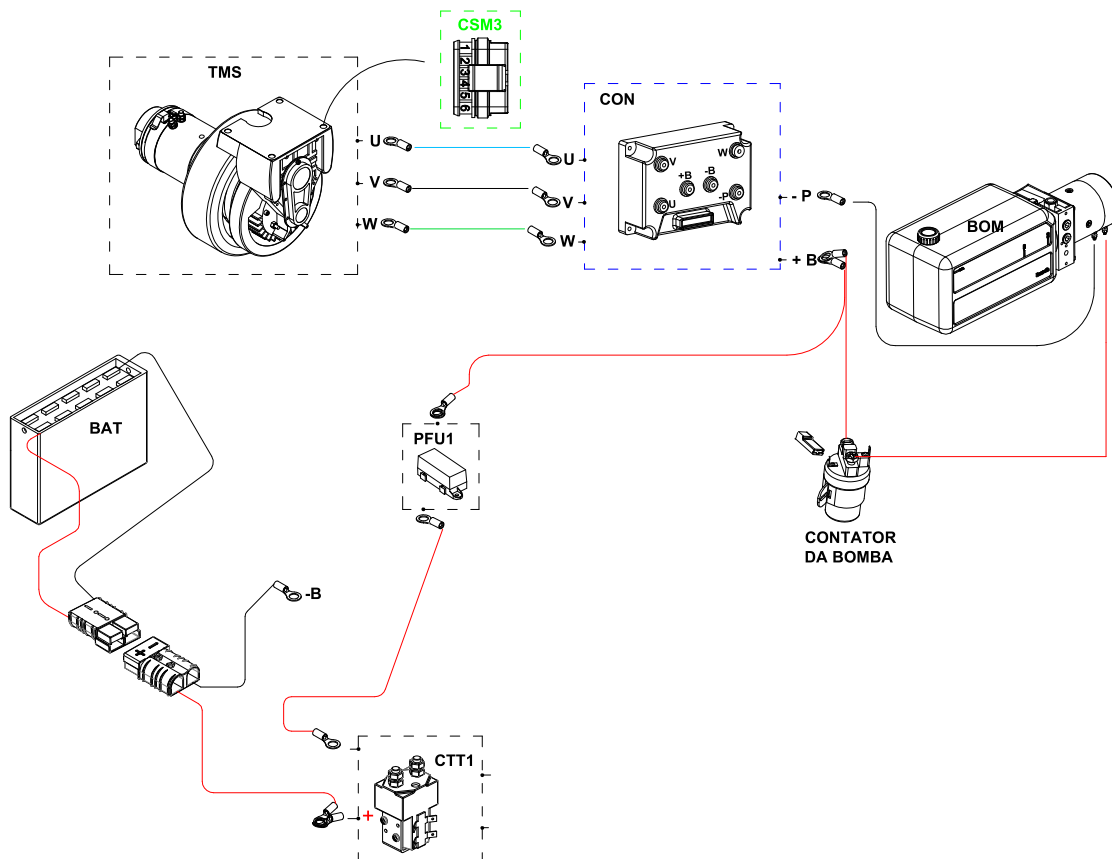 CSM3
1
2
3
4
5
6
TMS
CON
U
V
W
U
V
W
V
W
+B
-B
U
-P
- P
+ B
BOM
BAT
PFU1
CONTATOR
DA BOMBA
-B
CTT1
+